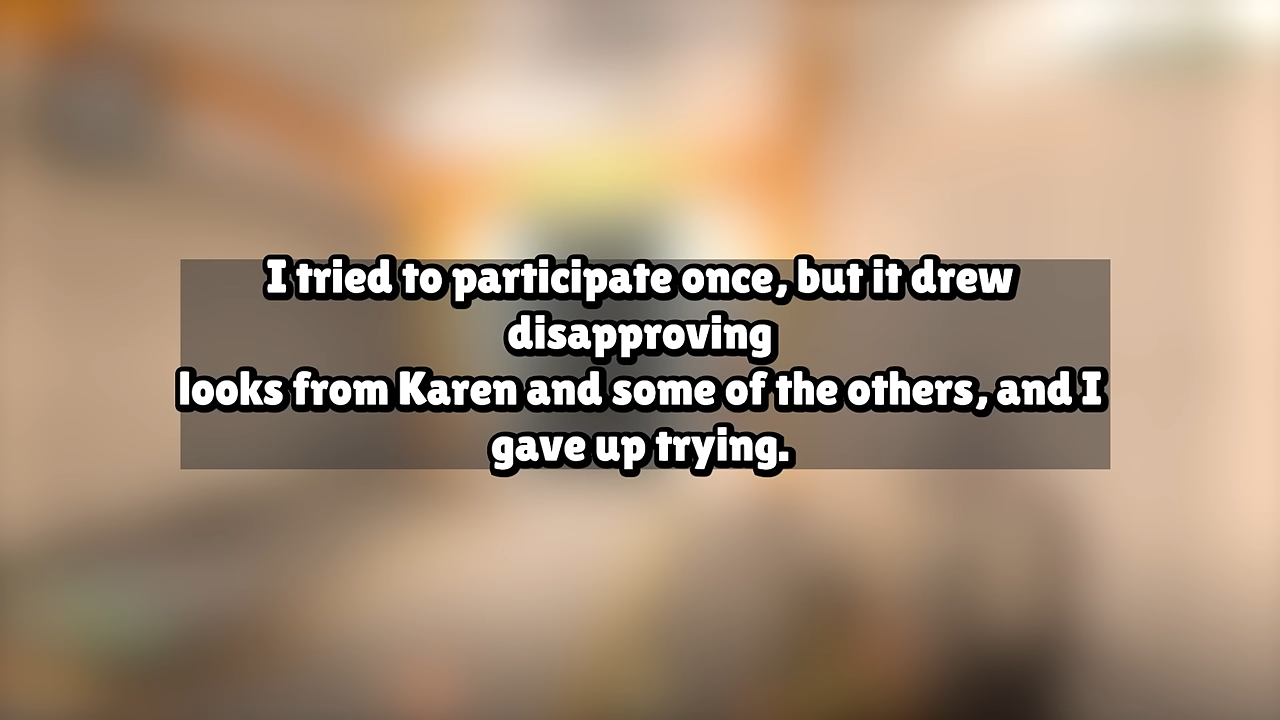 I tried to participate once, but it drew
disapproving
looks from Karen and some of the others, and I
gave up trying.